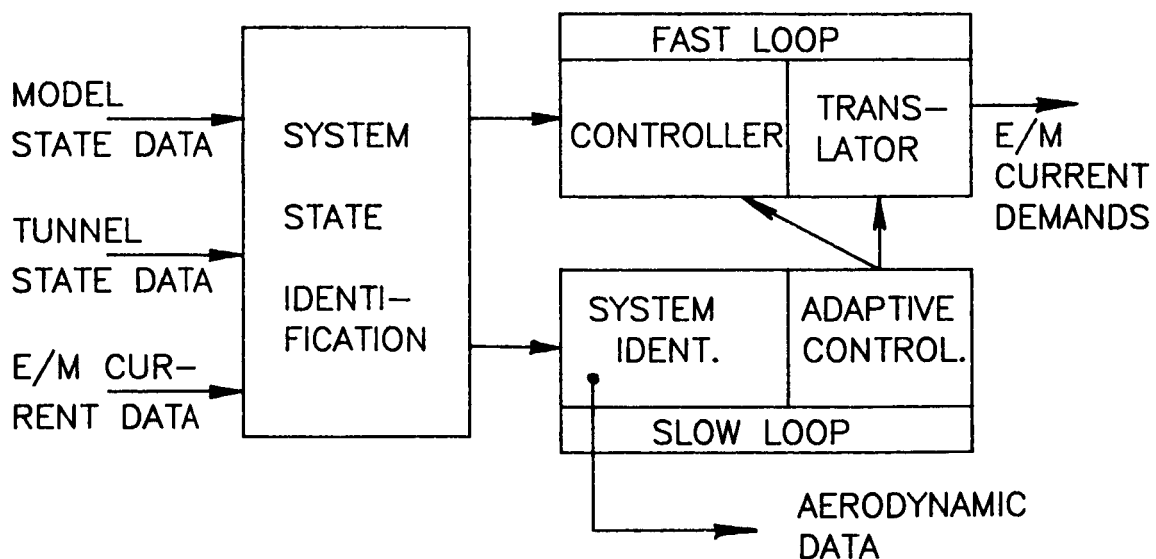 MODEL
STATE DATA
TUNNEL
STATE DATA
E/M CUR-
RENT DATA
SYSTEM
STATE
IDENTI-
FICATION
FAST LOOP
CONTROLLER
TRANS-
LATOR
E/M
CURRENT
DEMANDS
SYSTEM
IDENT.
ADAPTIVE
CONTROL.
SLOW LOOP
AERODYNAMIC
DATA